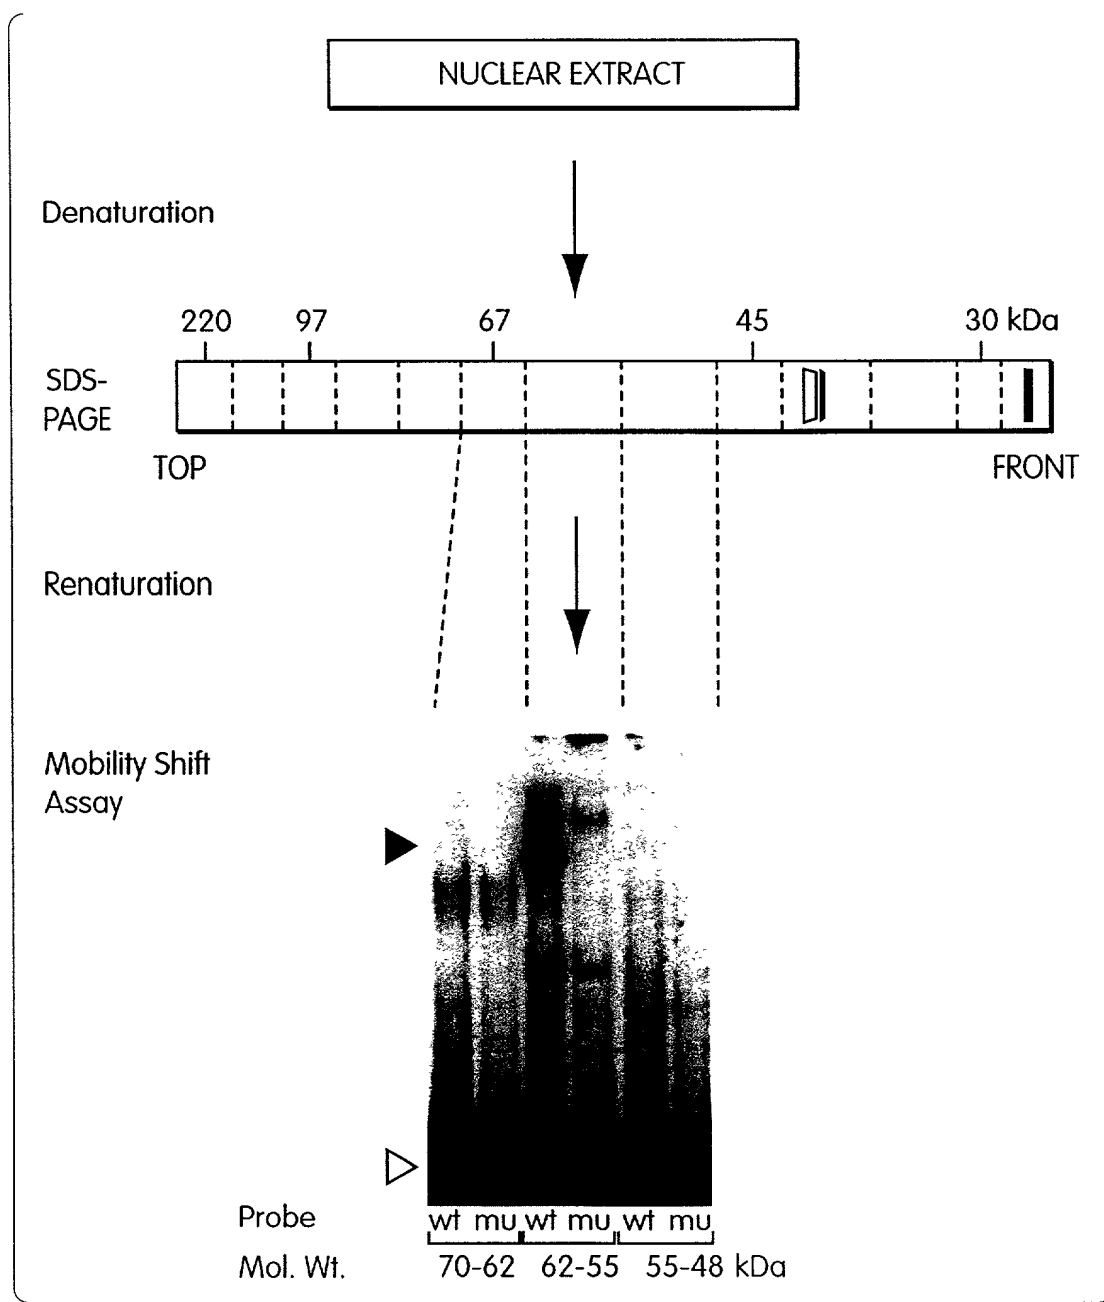 NUCLEAR EXTRACT
Denaturation
220 97 67 45 30 kDa
SDS-
PAGE
TOP FRONT
Renaturation
Mobility Shift
Assay
Probe wt mu wt mu wt mu
Mol. Wt. 70-62 62-55 55-48 kDa